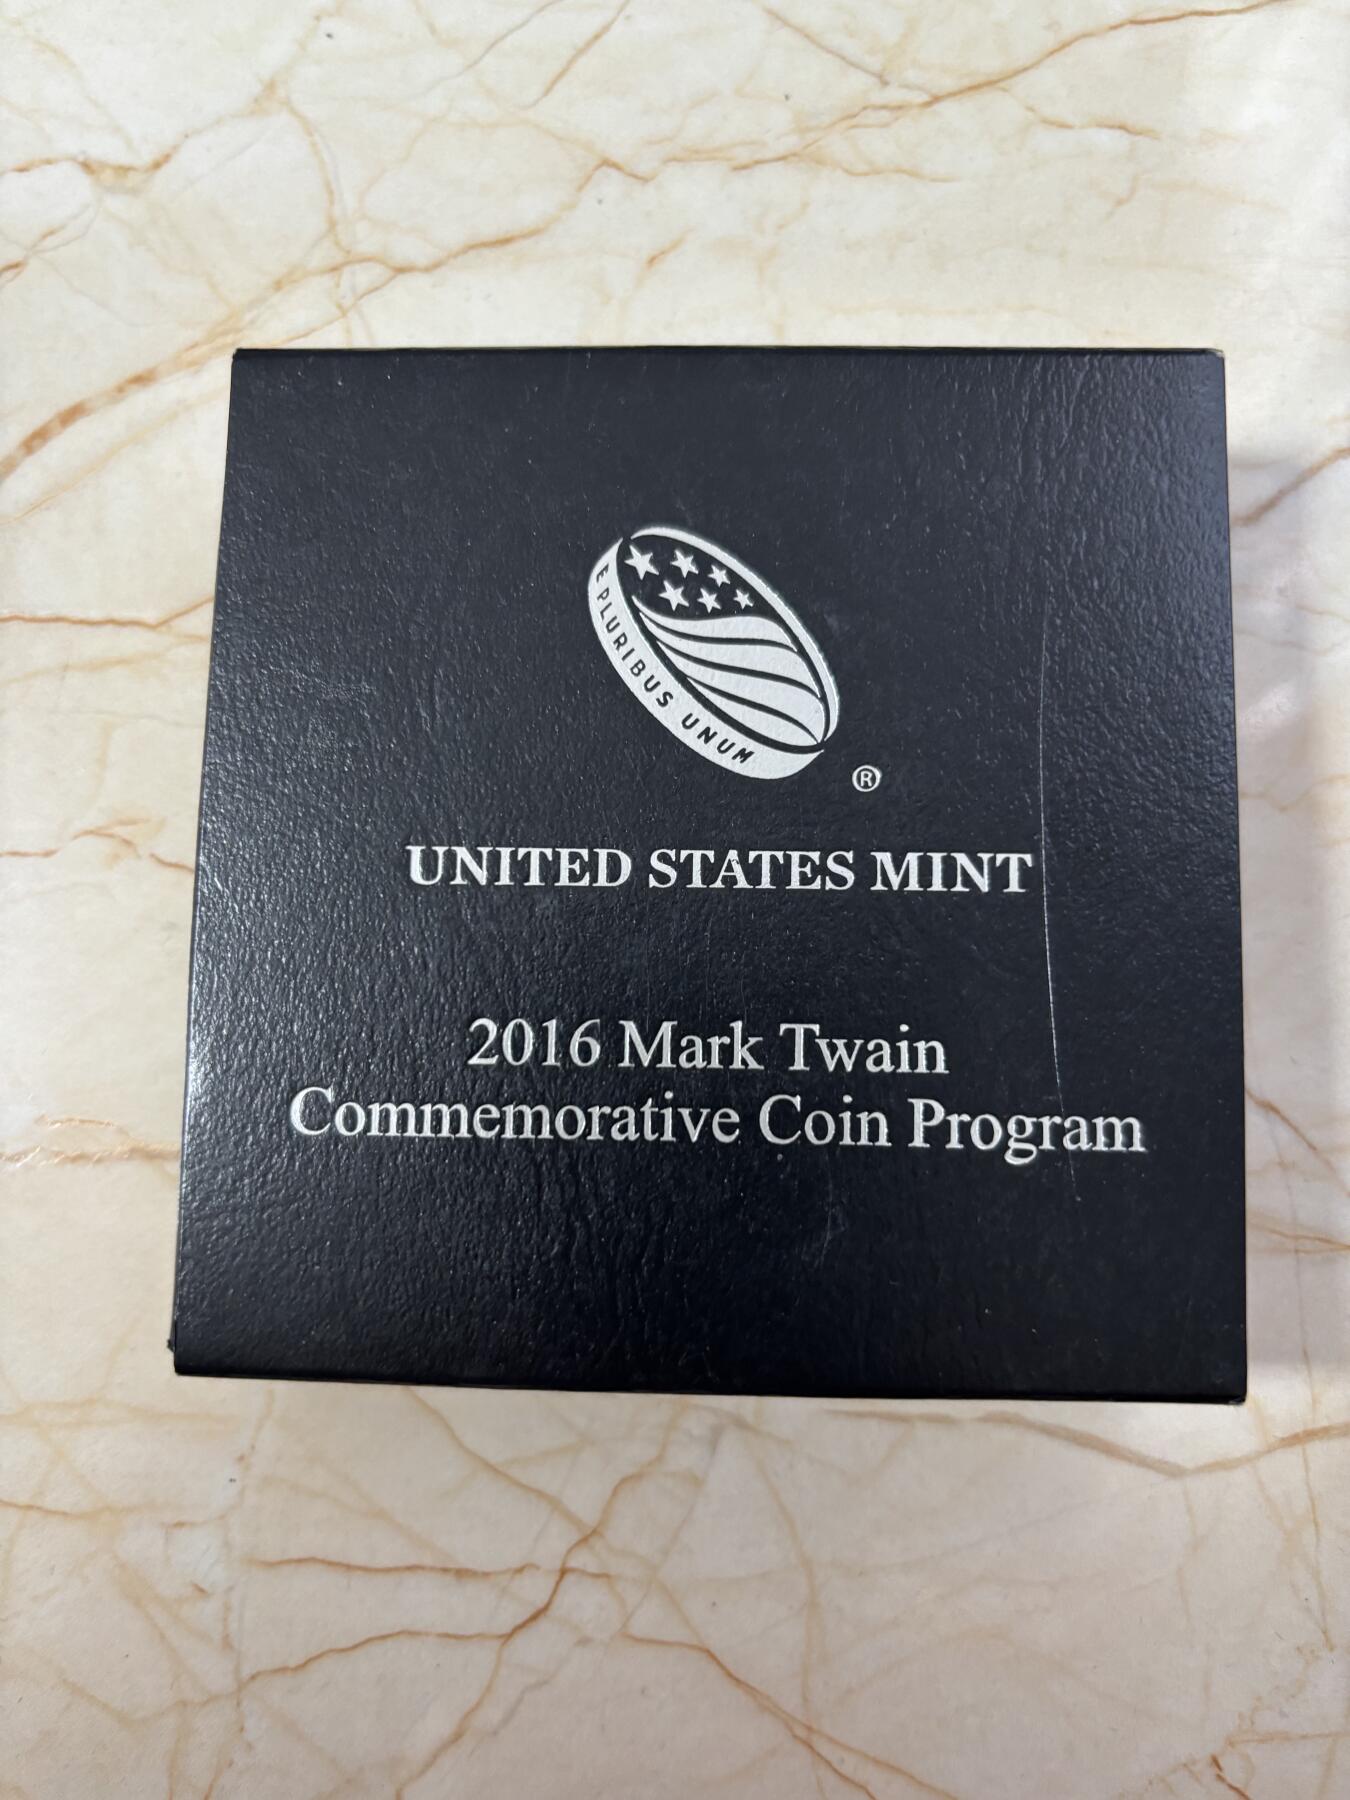 E PLURIBUS UNUM
®
UNITED STATES MINT
2016 Mark Twain
Commemorative Coin Program